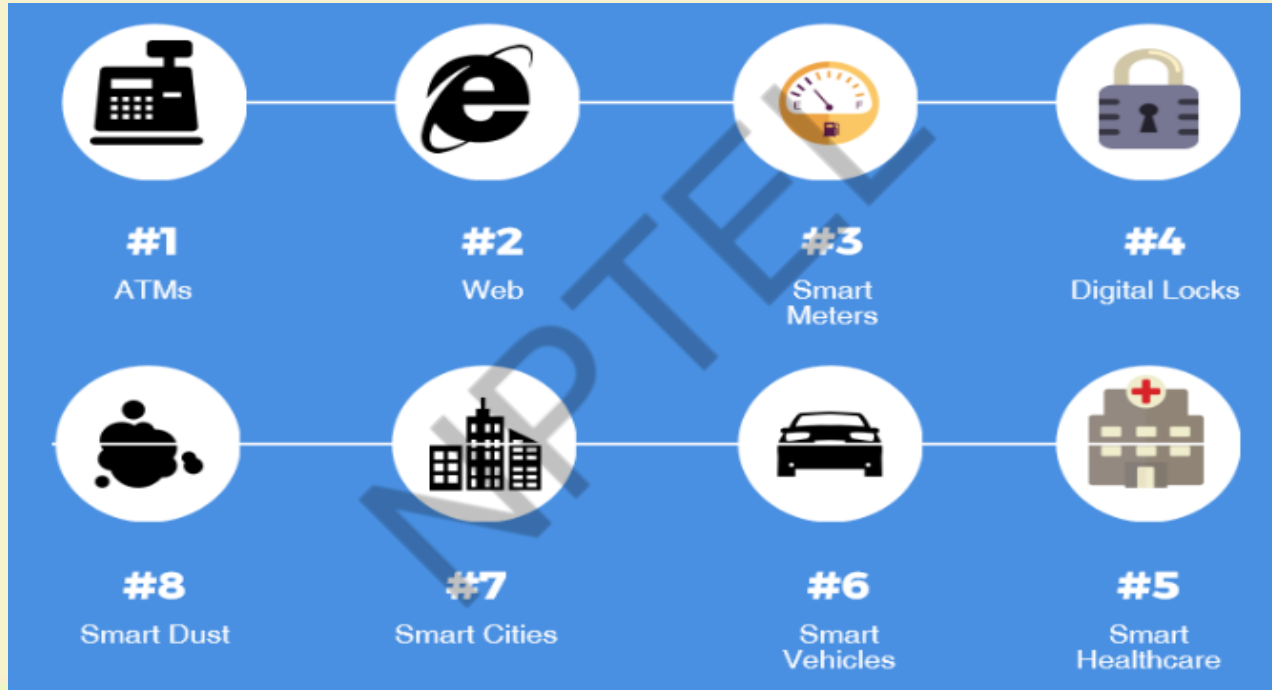 #1
ATMs
#2
Web
E F
#3
Smart
Meters
#4
Digital Locks
#8
Smart Dust
#7
Smart Cities
#6
Smart
Vehicles
#5
Smart
Healthcare
NPTEL